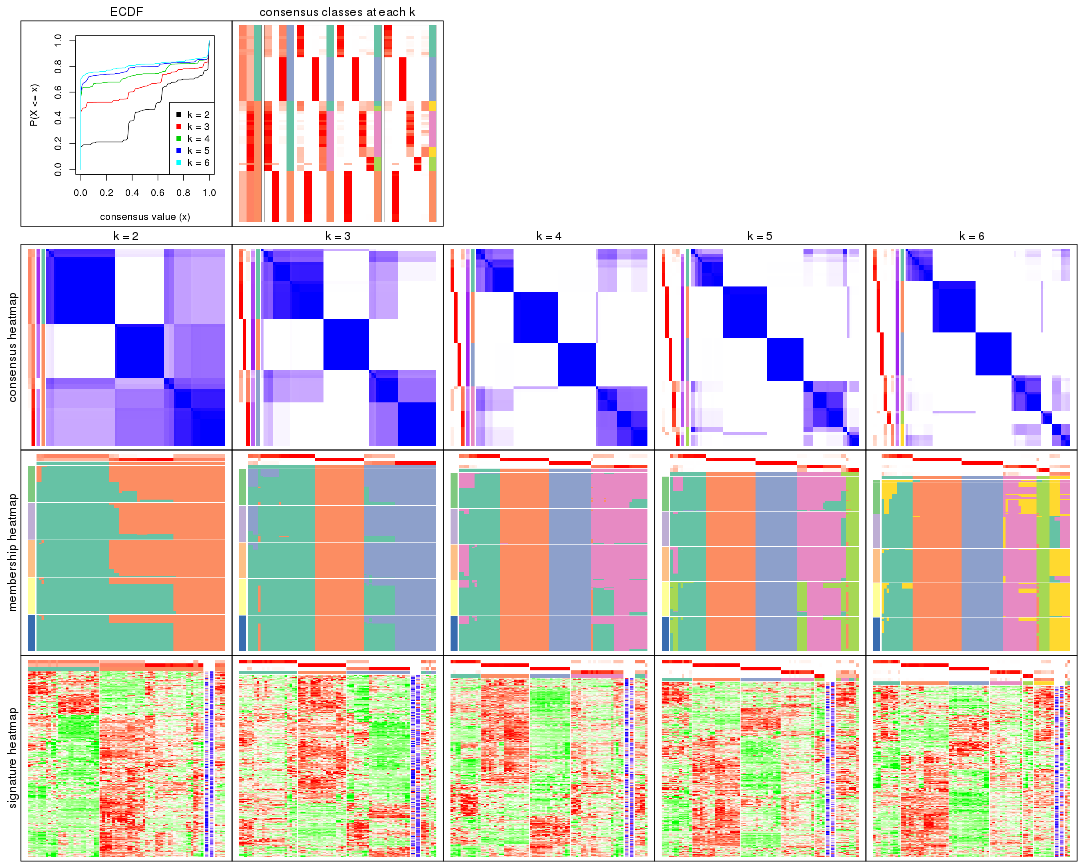 ECDF
consensus classes at each k
P(X <= x)
1.0
0.8
0.6
0.4
0.2
0.0
k = 2
k = 3
k = 4
k = 5
k = 6
0.0 0.2 0.4 0.6 0.8 1.0
consensus value (x)
k = 2
k = 3
k = 4
k = 5
k = 6
consensus heatmap
membership heatmap
signature heatmap